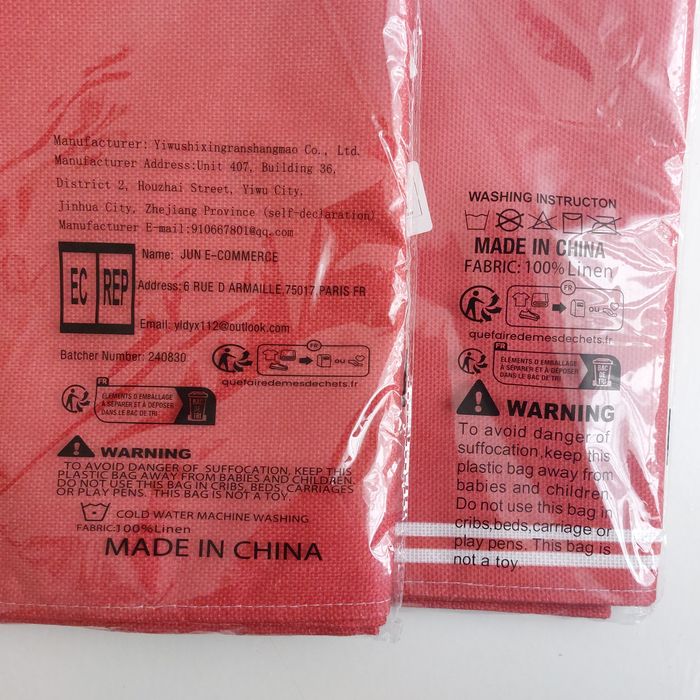 Manufacturer: Yiwushixingranshangmao Co., Ltd.
Manufacturer Address:Unit 407, Building 36,
District 2, Houzhai Street, Yiwu City,
Jinhua City, Zhejiang Province (self-declaration)
Manufacturer E-mail:910667801@qq.com
EC REP
Name: JUN E-COMMERCE
Address:6 RUE D ARMAILLE,75017,PARIS FR
Email: yldyx112@outlook.com
Batcher Number: 240830
FR
OU
quefairedemesdechets.fr
FR
ÉLÉMENTS D'EMBALLAGE
À SÉPARER ET À DÉPOSER
DANS LE BAC DE TRI
BAC
DE
TRI
WARNING
TO AVOID DANGER OF SUFFOCATION, KEEP THIS
PLASTIC BAG AWAY FROM BABIES AND CHILDREN.
DO NOT USE THIS BAG IN CRIBS, BEDS, CARRIAGES
OR PLAY PENS. THIS BAG IS NOT A TOY.
COLD WATER MACHINE WASHING
FABRIC:100%Linen
MADE IN CHINA
WASHING INSTRUCTON
MADE IN CHINA
FABRIC: 100% Linen
FR
OU
quefairedemesdechets.fr
FR
ÉLÉMENTS D'EMBALLAGE
À SÉPARER ET À DÉPOSER
DANS LE BAC DE TRI
BAC
DE
TRI
WARNING
To avoid danger of
suffocation,keep this
plastic bag away from
babies and children.
Do not use this bag in
cribs,beds,carriage or
play pens. This bag is
not a toy.